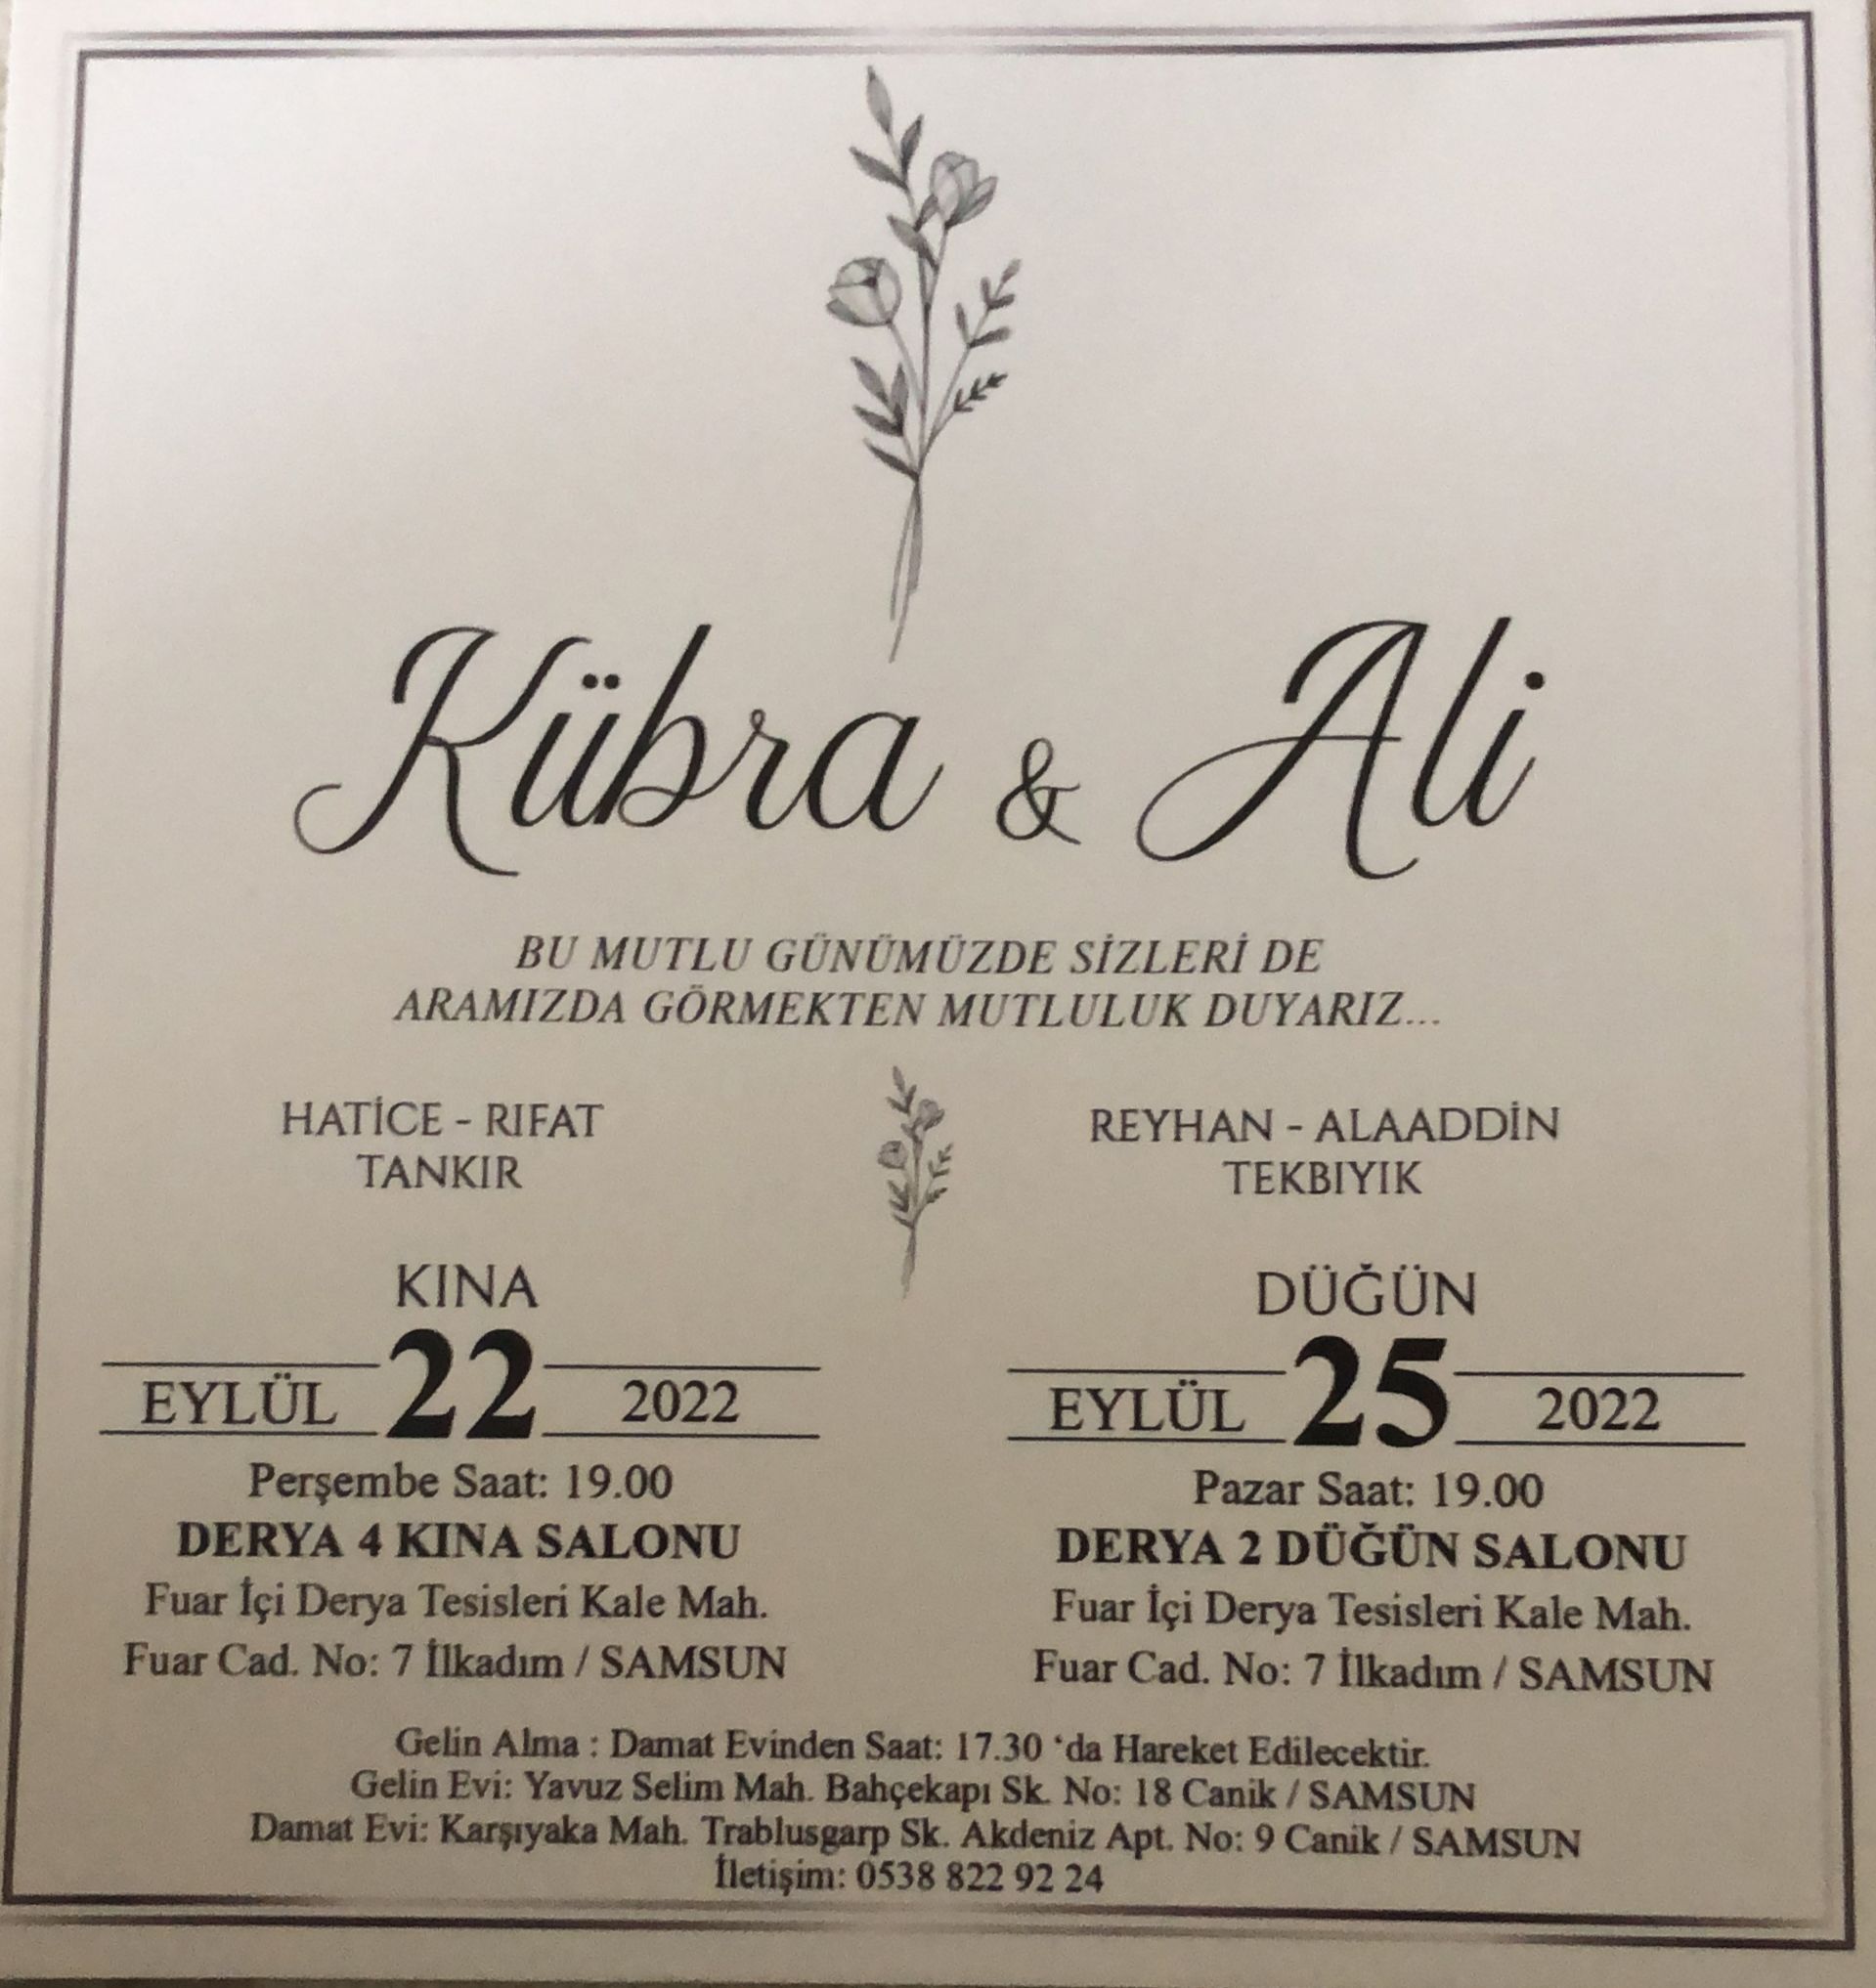 Kübra & Ali
BU MUTLU GÜNÜMÜZDE SİZLERİ DE
ARAMIZDA GÖRMEKTEN MUTLULUK DUYARIZ...
HATİCE - RIFAT
TANKIR
REYHAN - ALAADDİN
TEKBIYIK
KINA
EYLÜL 22 2022
Perşembe Saat: 19.00
DERYA 4 KINA SALONU
Fuar İçi Derya Tesisleri Kale Mah.
Fuar Cad. No: 7 İlkadım / SAMSUN
DÜĞÜN
EYLÜL 25 2022
Pazar Saat: 19.00
DERYA 2 DÜĞÜN SALONU
Fuar İçi Derya Tesisleri Kale Mah.
Fuar Cad. No: 7 İlkadım / SAMSUN
Gelin Alma : Damat Evinden Saat: 17.30 ‘da Hareket Edilecektir.
Gelin Evi: Yavuz Selim Mah. Bahçekapı Sk. No: 18 Canik / SAMSUN
Damat Evi: Karşıyaka Mah. Trablusgarp Sk. Akdeniz Apt. No: 9 Canik / SAMSUN
İletişim: 0538 822 92 24